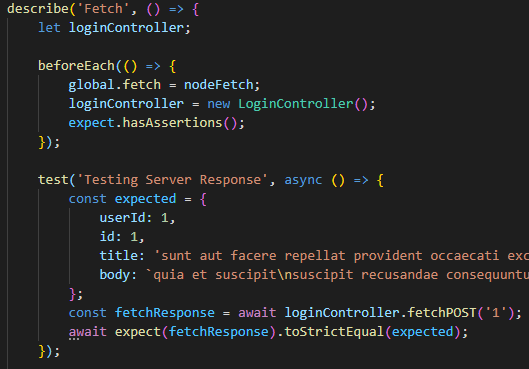 describe('Fetch', () => {
let loginController;
beforeEach(() => {
global.fetch = nodeFetch;
loginController = new LoginController();
expect.hasAssertions();
});
test('Testing Server Response', async () => {
const expected = {
userId: 1,
id: 1,
title: 'sunt aut facere repellat provident occaecati exc
body: `quia et suscipit\nsuscipit recusandae consequuntu
};
const fetchResponse = await loginController.fetchPOST('1');
await expect(fetchResponse).toStrictEqual(expected);
});